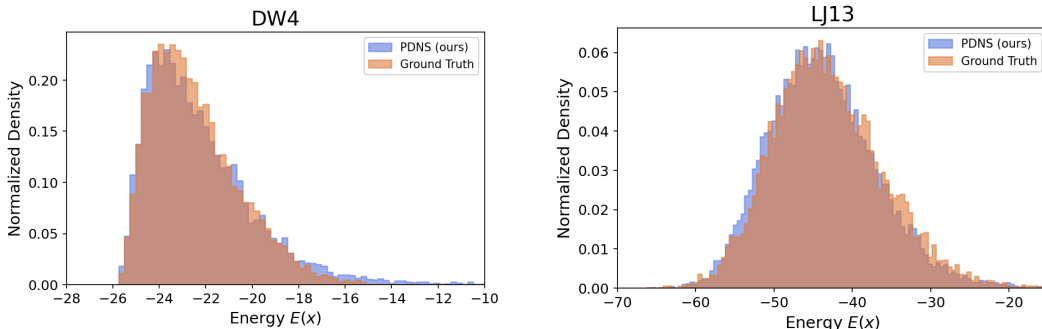 DW4
PDNS (ours)
Ground Truth
Normalized Density
0.20
0.15
0.10
0.05
0.00
−28 −26 −24 −22 −20 −18 −16 −14 −12 −10
Energy E(x)
LJ13
PDNS (ours)
Ground Truth
Normalized Density
0.06
0.05
0.04
0.03
0.02
0.01
0.00
−70 −60 −50 −40 −30 −20
Energy E(x)